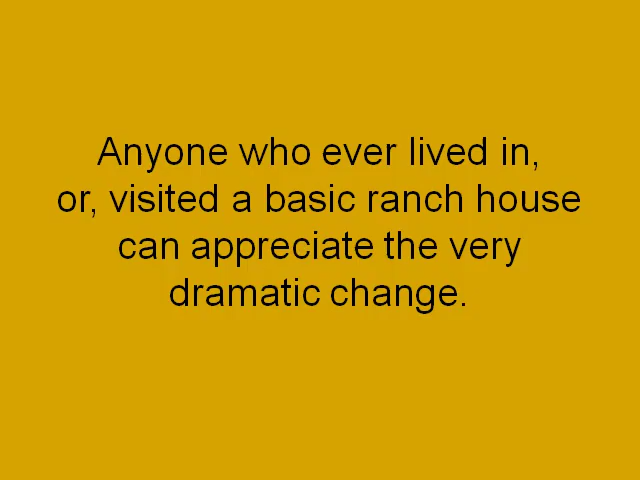 Anyone who ever lived in,
or, visited a basic ranch house
can appreciate the very
dramatic change.